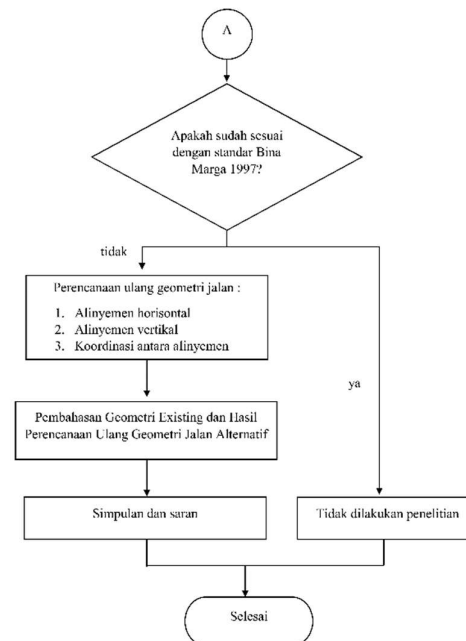 A
Apakah sudah sesuai
dengan standar Bina
Marga 1997?
tidak
Perencanaan ulang geometri jalan :
1. Alinyemen horisontal
2. Alinyemen vertikal
3. Koordinasi antara alinyemen
ya
Pembahasan Geometri Existing dan Hasil
Perencanaan Ulang Geometri Jalan Alternatif
Simpulan dan saran
Tidak dilakukan penelitian
Selesai